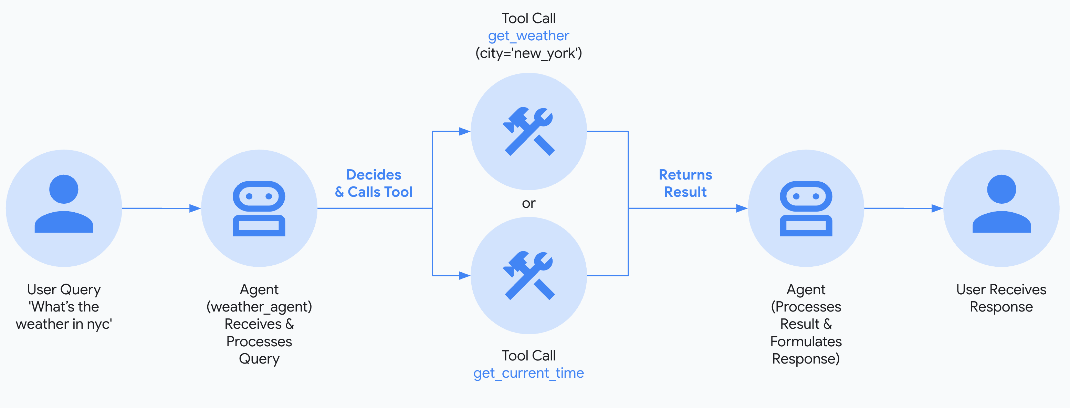 Tool Call
get_weather
(city='new_york')
Decides
& Calls Tool
Returns
Result
or
User Query
'What’s the
weather in nyc'
Agent
(weather_agent)
Receives &
Processes
Query
Tool Call
get_current_time
Agent
(Processes
Result &
Formulates
Response)
User Receives
Response